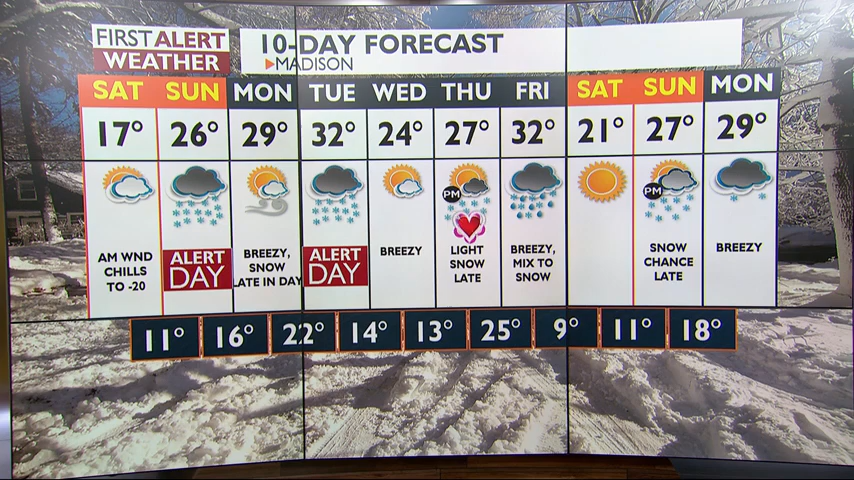 FIRST ALERT
WEATHER
10-DAY FORECAST
MADISON
SAT SUN MON TUE WED THU FRI SAT SUN MON
17° 26° 29° 32° 24° 27° 32° 21° 27° 29°
PM
PM
AM WND
CHILLS
TO -20
ALERT
DAY
BREEZY,
SNOW
LATE IN DAY
ALERT
DAY
BREEZY
LIGHT
SNOW
LATE
BREEZY,
MIX TO
SNOW
SNOW
CHANCE
LATE
BREEZY
11° 16° 22° 14° 13° 25° 9° 11° 18°